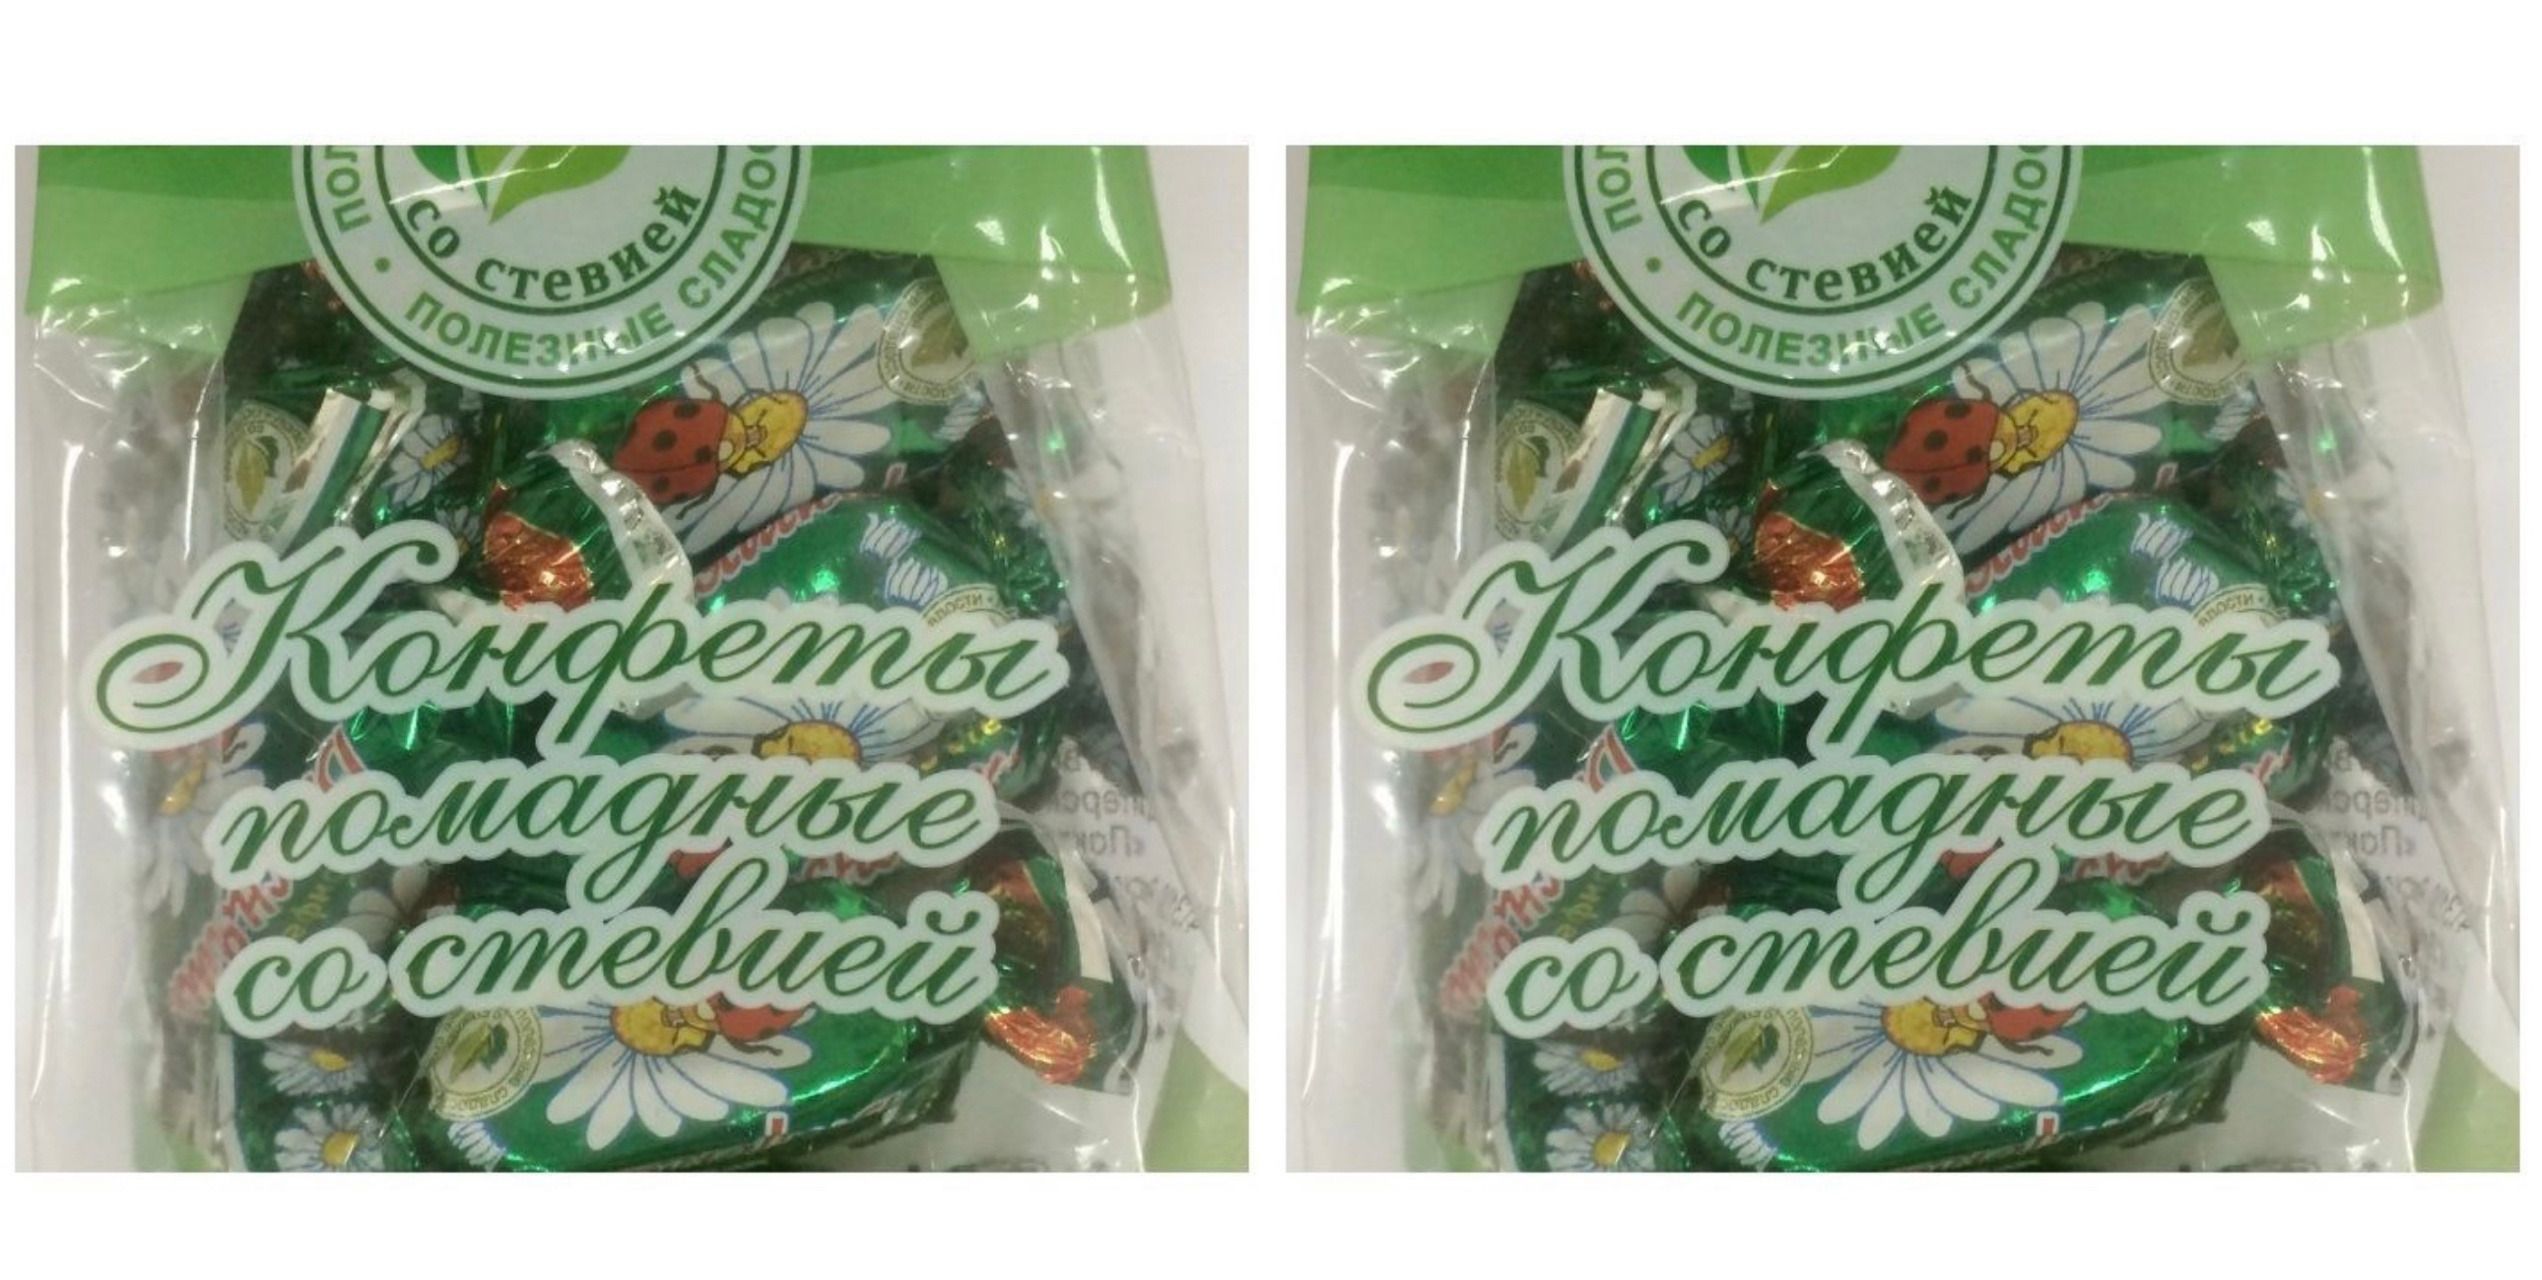 со стевией
ПОЛЕЗНЫЕ СЛАДОС
Конфеты
помадные
со стевией
со стевией
ПОЛЕЗНЫЕ СЛАДОС
Конфеты
помадные
со стевией